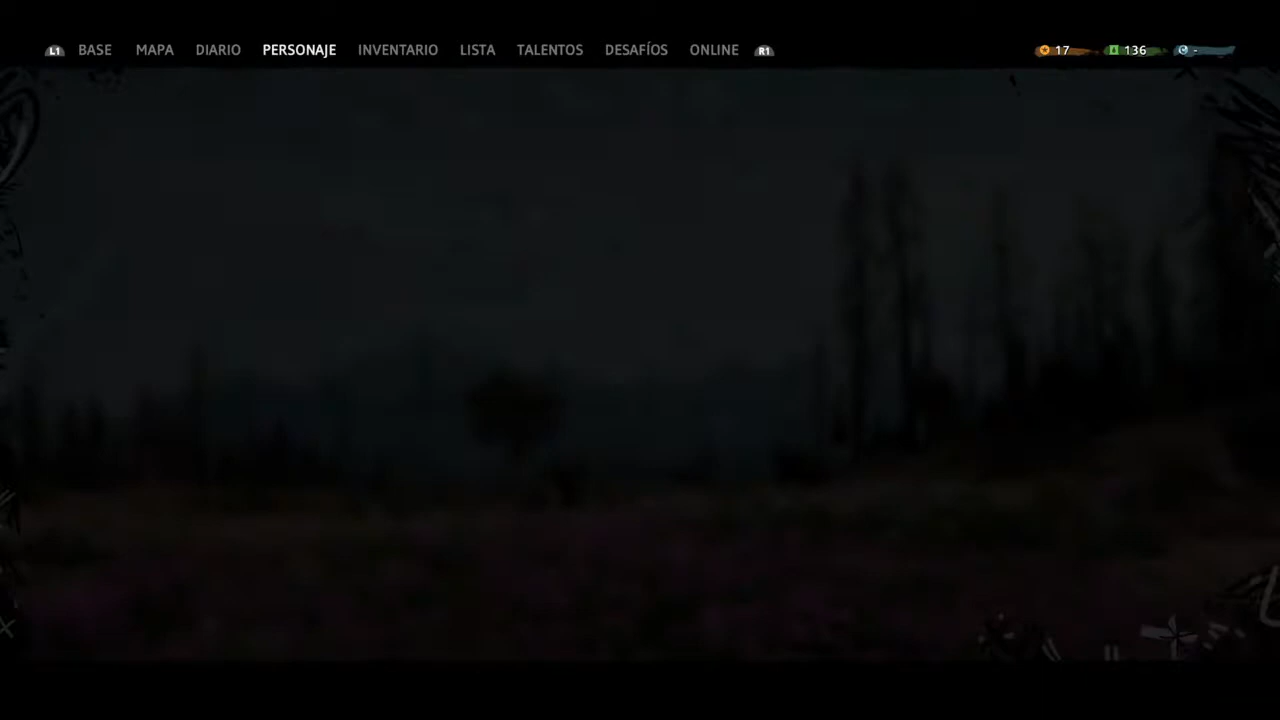 L1 BASE MAPA DIARIO PERSONAJE INVENTARIO LISTA TALENTOS DESAFÍOS ONLINE R1 17 136 -